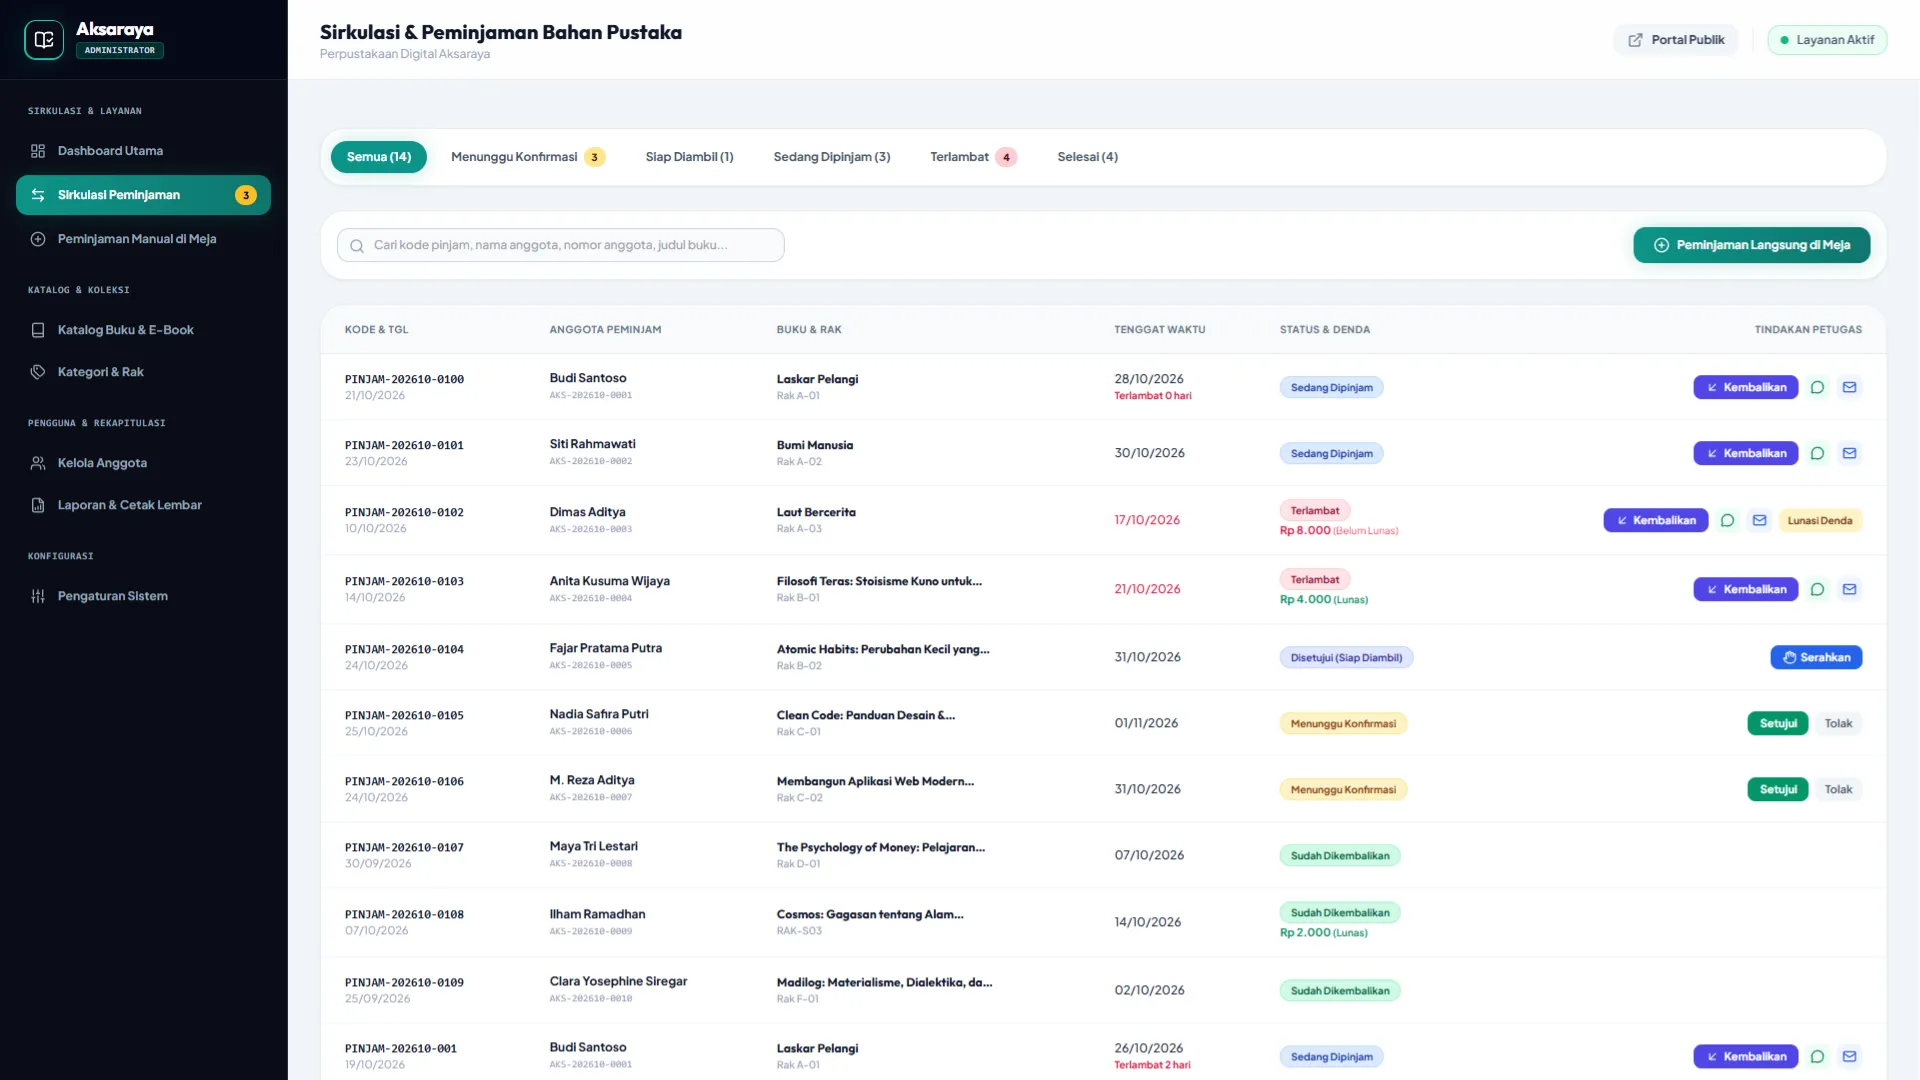 Aksaraya
ADMINISTRATOR
SIRKULASI & LAYANAN
Dashboard Utama
Sirkulasi Peminjaman 3
Peminjaman Manual di Meja
KATALOG & KOLEKSI
Katalog Buku & E-Book
Kategori & Rak
PENGGUNA & REKAPITULASI
Kelola Anggota
Laporan & Cetak Lembar
KONFIGURASI
Pengaturan Sistem
Sirkulasi & Peminjaman Bahan Pustaka
Perpustakaan Digital Aksaraya
Portal Publik
Layanan Aktif
Semua (14) Menunggu Konfirmasi 3 Siap Diambil (1) Sedang Dipinjam (3) Terlambat 4 Selesai (4)
Cari kode pinjam, nama anggota, nomor anggota, judul buku...
Peminjaman Langsung di Meja
KODE & TGL ANGGOTA PEMINJAM BUKU & RAK TENGGAT WAKTU STATUS & DENDA TINDAKAN PETUGAS
PINJAM-202610-0100 Budi Santoso Laskar Pelangi 28/10/2026 Sedang Dipinjam Kembalikan
21/10/2026 AKS-202610-0001 Rak A-01 Terlambat 0 hari
PINJAM-202610-0101 Siti Rahmawati Bumi Manusia 30/10/2026 Sedang Dipinjam Kembalikan
23/10/2026 AKS-202610-0002 Rak A-02
PINJAM-202610-0102 Dimas Aditya Laut Bercerita 17/10/2026 Terlambat Kembalikan Lunasi Denda
10/10/2026 AKS-202610-0003 Rak A-03 Rp 8.000 (Belum Lunas)
PINJAM-202610-0103 Anita Kusuma Wijaya Filosofi Teras: Stoisisme Kuno untuk... 21/10/2026 Terlambat Kembalikan
14/10/2026 AKS-202610-0004 Rak B-01 Rp 4.000 (Lunas)
PINJAM-202610-0104 Fajar Pratama Putra Atomic Habits: Perubahan Kecil yang... 31/10/2026 Disetujui (Siap Diambil) Serahkan
24/10/2026 AKS-202610-0005 Rak B-02
PINJAM-202610-0105 Nadia Safira Putri Clean Code: Panduan Desain &... 01/11/2026 Menunggu Konfirmasi Setujui Tolak
25/10/2026 AKS-202610-0006 Rak C-01
PINJAM-202610-0106 M. Reza Aditya Membangun Aplikasi Web Modern... 31/10/2026 Menunggu Konfirmasi Setujui Tolak
24/10/2026 AKS-202610-0007 Rak C-02
PINJAM-202610-0107 Maya Tri Lestari The Psychology of Money: Pelajaran... 07/10/2026 Sudah Dikembalikan
30/09/2026 AKS-202610-0008 Rak D-01
PINJAM-202610-0108 Ilham Ramadhan Cosmos: Gagasan tentang Alam... 14/10/2026 Sudah Dikembalikan
07/10/2026 AKS-202610-0009 RAK-S03 Rp 2.000 (Lunas)
PINJAM-202610-0109 Clara Yosephine Siregar Madilog: Materialisme, Dialektika, da... 02/10/2026 Sudah Dikembalikan
25/09/2026 AKS-202610-0010 Rak F-01
PINJAM-202610-001 Budi Santoso Laskar Pelangi 26/10/2026 Sedang Dipinjam Kembalikan
19/10/2026 AKS-202610-0001 Rak A-01 Terlambat 2 hari